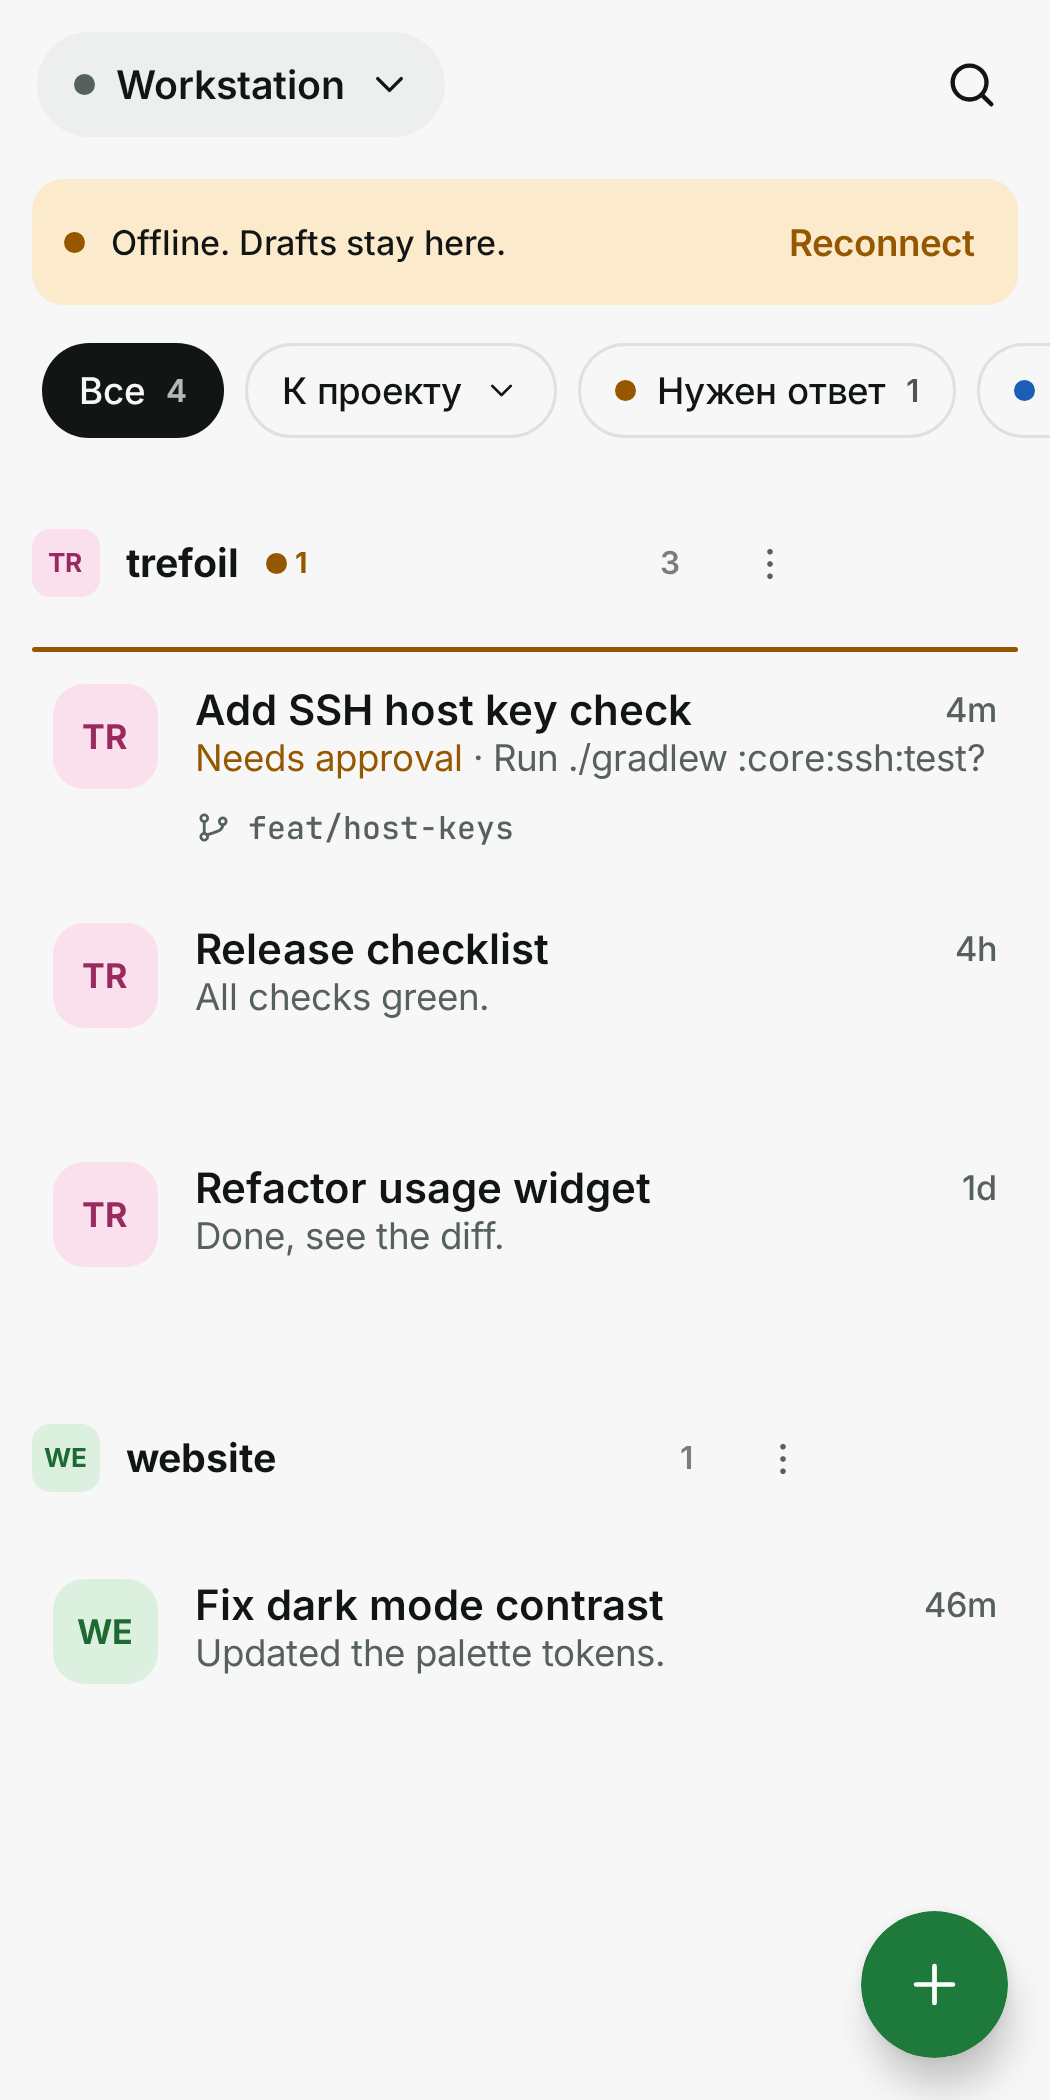 Workstation
Offline. Drafts stay here. Reconnect
Все 4 К проекту Нужен ответ 1
TR trefoil 1 3
TR Add SSH host key check 4m
Needs approval · Run ./gradlew :core:ssh:test?
feat/host-keys
TR Release checklist 4h
All checks green.
TR Refactor usage widget 1d
Done, see the diff.
WE website 1
WE Fix dark mode contrast 46m
Updated the palette tokens.